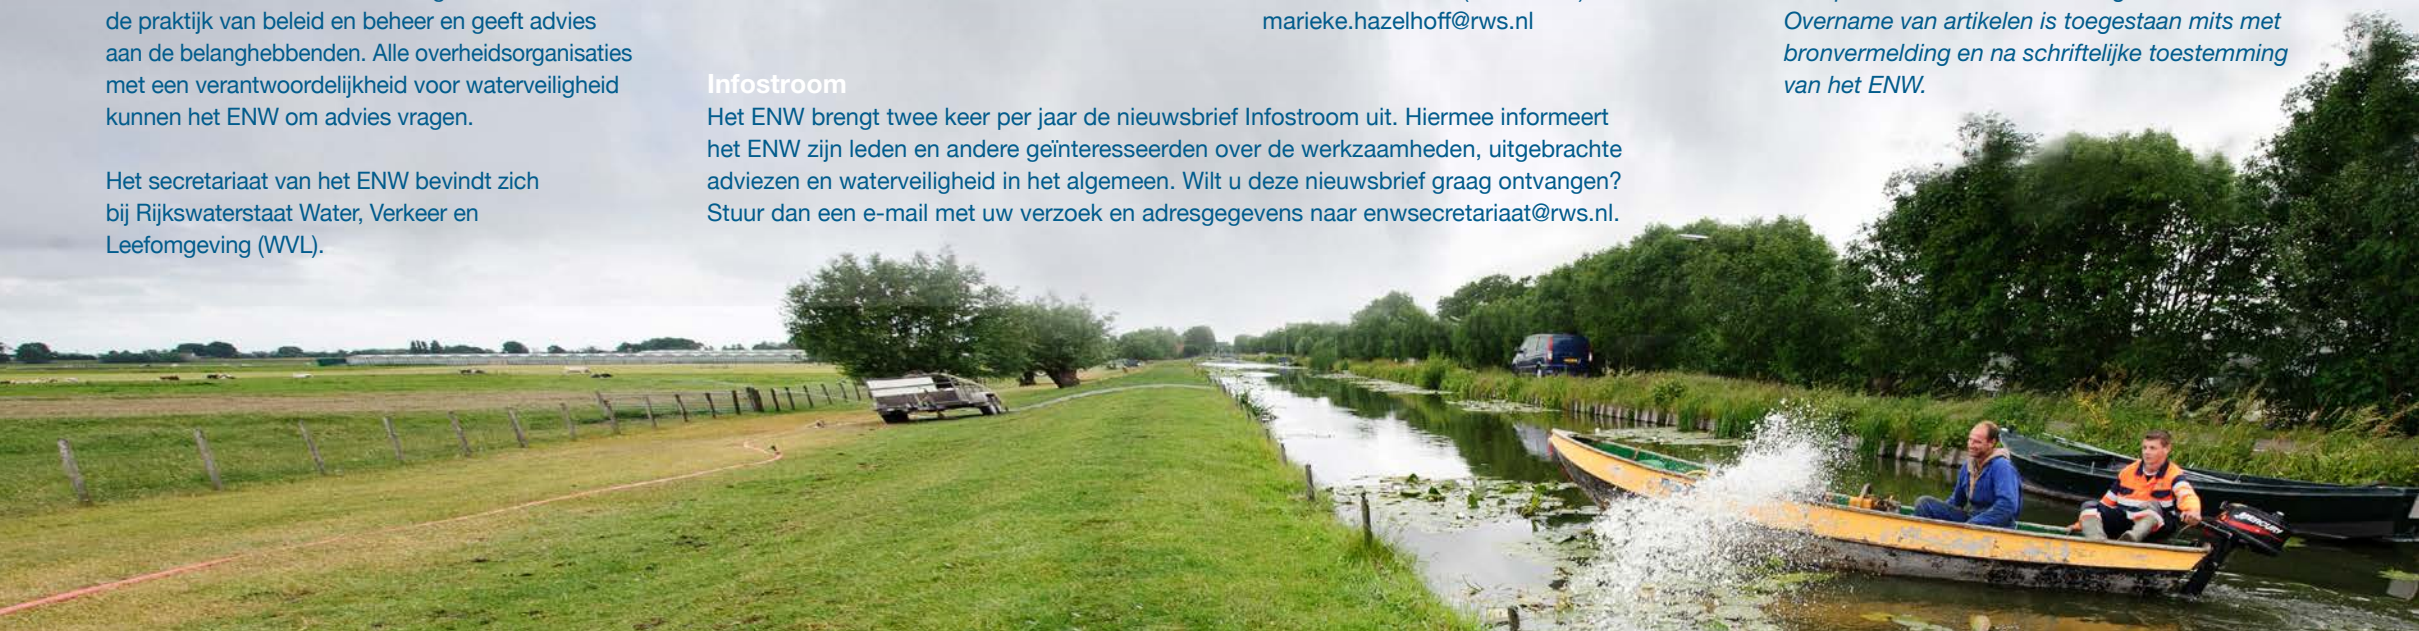 de praktijk van beleid en beheer en geeft advies
aan de belanghebbenden. Alle overheidsorganisaties
met een verantwoordelijkheid voor waterveiligheid
kunnen het ENW om advies vragen.
Het secretariaat van het ENW bevindt zich
bij Rijkswaterstaat Water, Verkeer en
Leefomgeving (WVL).
marieke.hazelhoff@rws.nl
Infostroom
Het ENW brengt twee keer per jaar de nieuwsbrief Infostroom uit. Hiermee informeert
het ENW zijn leden en andere geïnteresseerden over de werkzaamheden, uitgebrachte
adviezen en waterveiligheid in het algemeen. Wilt u deze nieuwsbrief graag ontvangen?
Stuur dan een e-mail met uw verzoek en adresgegevens naar enwsecretariaat@rws.nl.
Overname van artikelen is toegestaan mits met
bronvermelding en na schriftelijke toestemming
van het ENW.
MERCURY